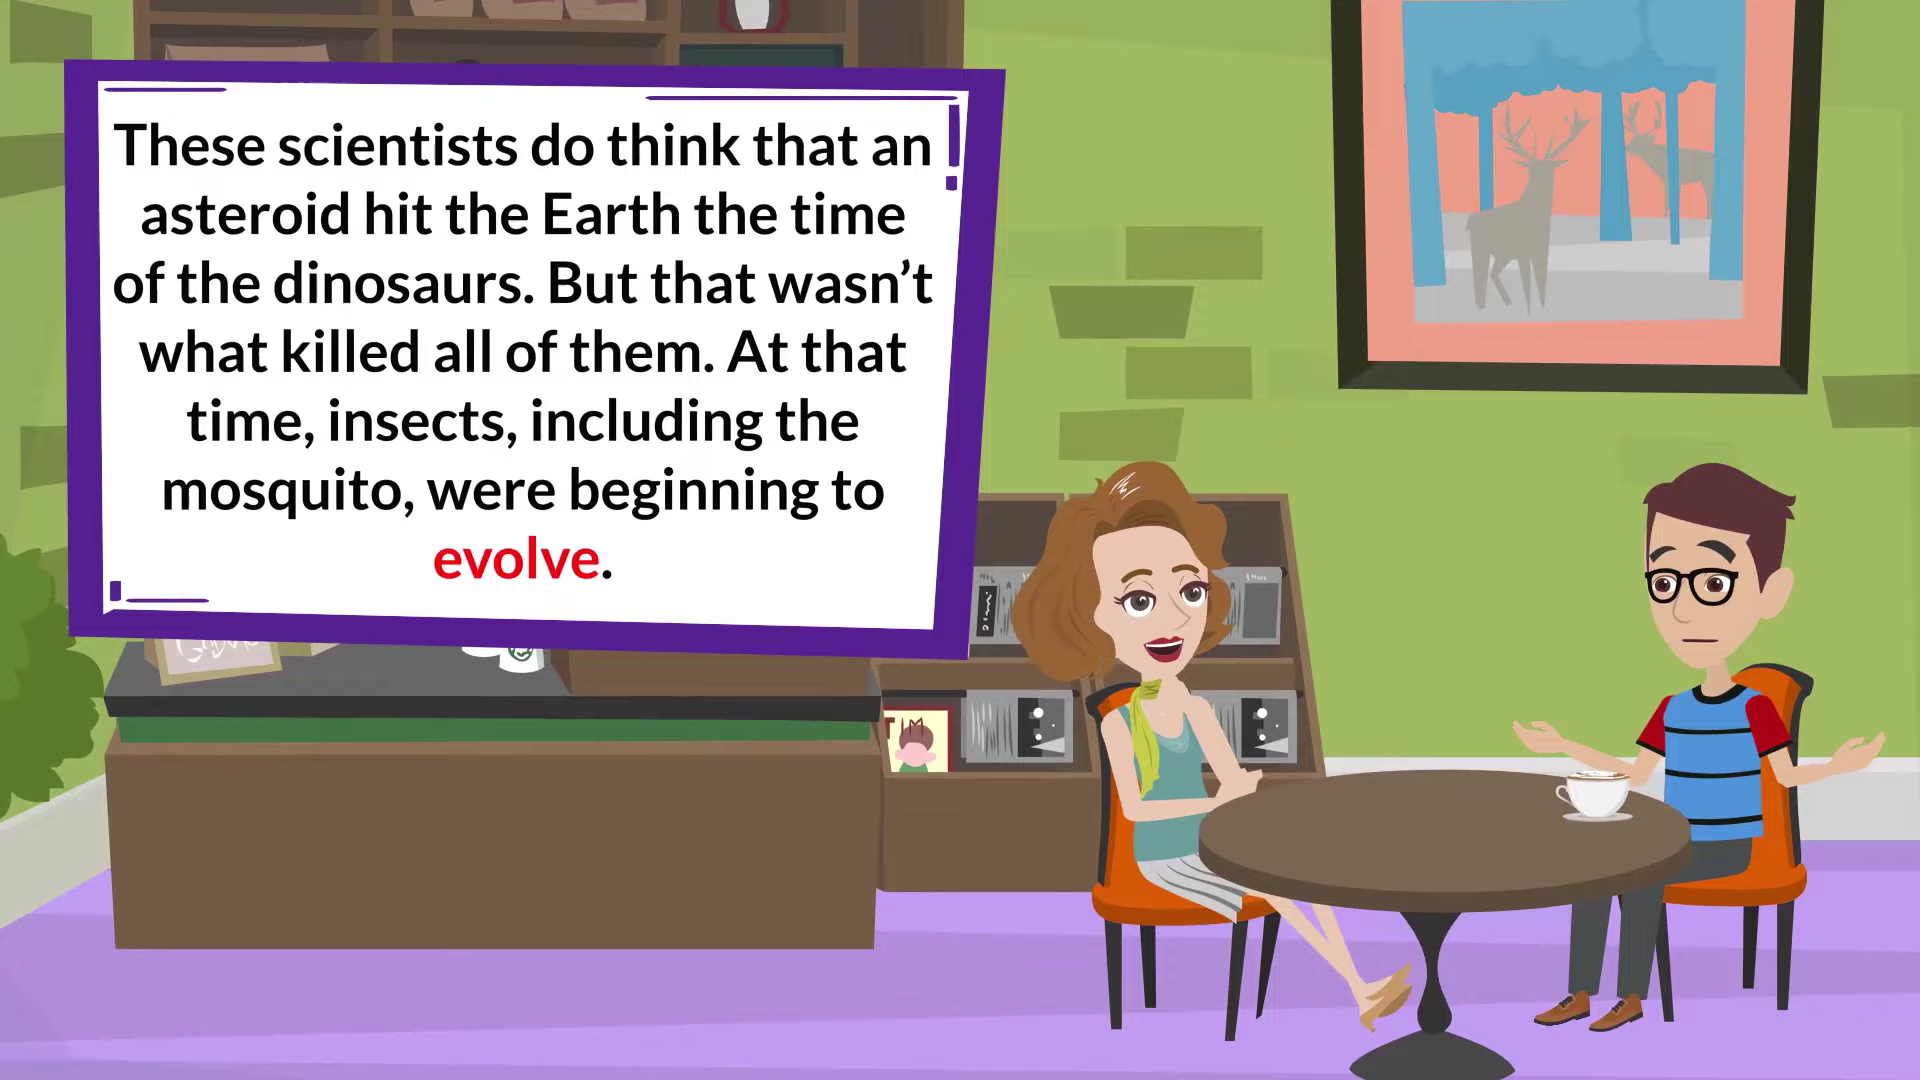 These scientists do think that an
asteroid hit the Earth the time
of the dinosaurs. But that wasn’t
what killed all of them. At that
time, insects, including the
mosquito, were beginning to
evolve.